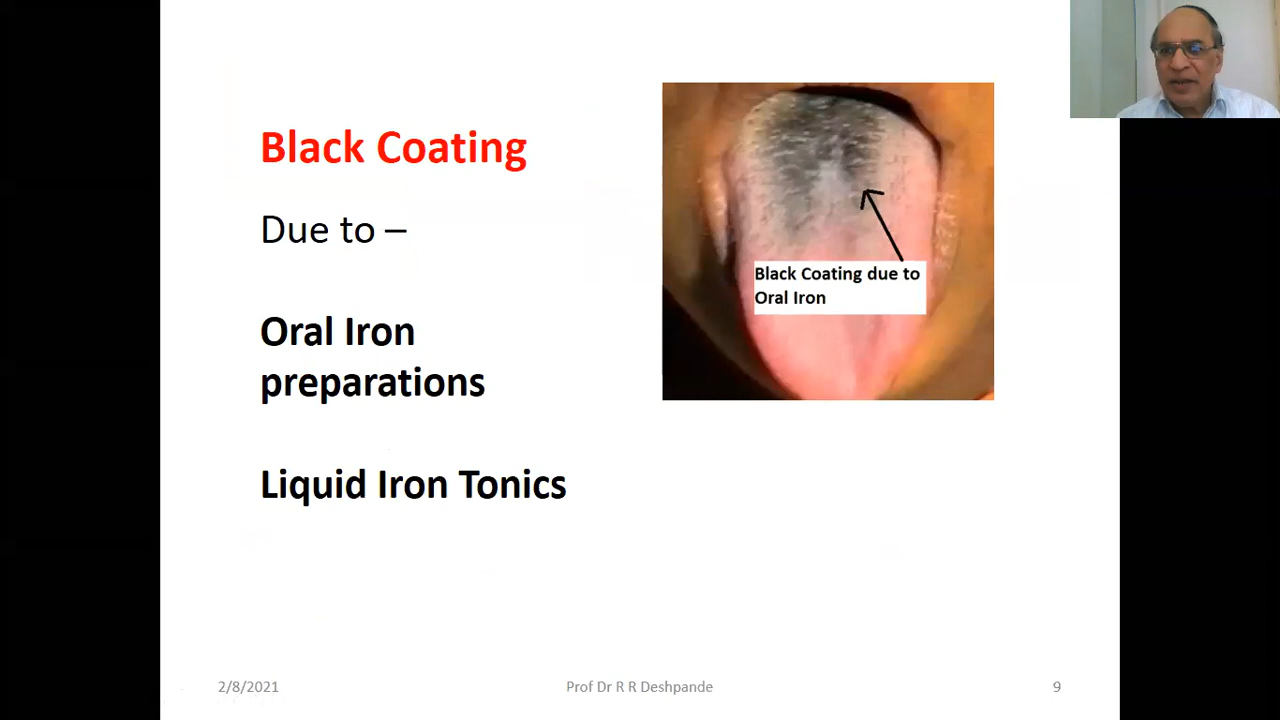 Black Coating
Due to –
Oral Iron
preparations
Liquid Iron Tonics
Black Coating due to
Oral Iron
2/8/2021
Prof Dr R R Deshpande
9